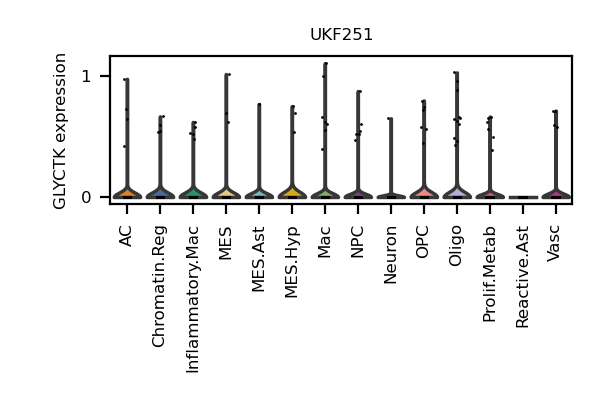 UKF251
GLYCTK expression
1
0
AC
Chromatin.Reg
Inflammatory.Mac
MES
MES.Ast
MES.Hyp
Mac
NPC
Neuron
OPC
Oligo
Prolif.Metab
Reactive.Ast
Vasc